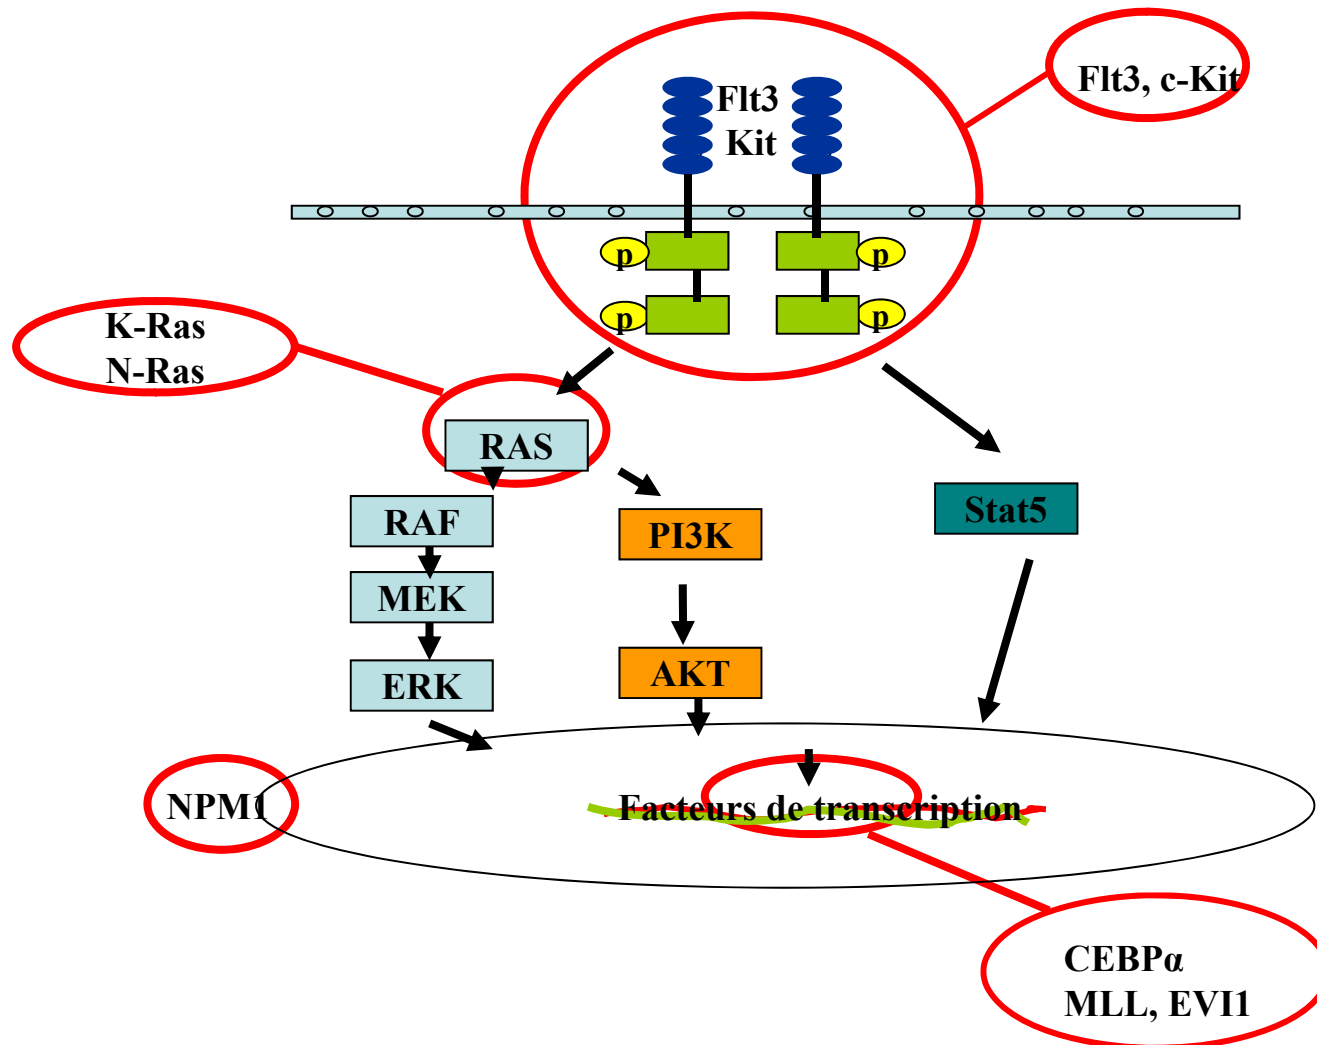 Flt3, c-Kit
Flt3
Kit
p
p
p
p
K-Ras
N-Ras
RAS
RAF
PI3K
Stat5
MEK
ERK
AKT
NPM1
Facteurs de transcription
CEBPα
MLL, EVI1